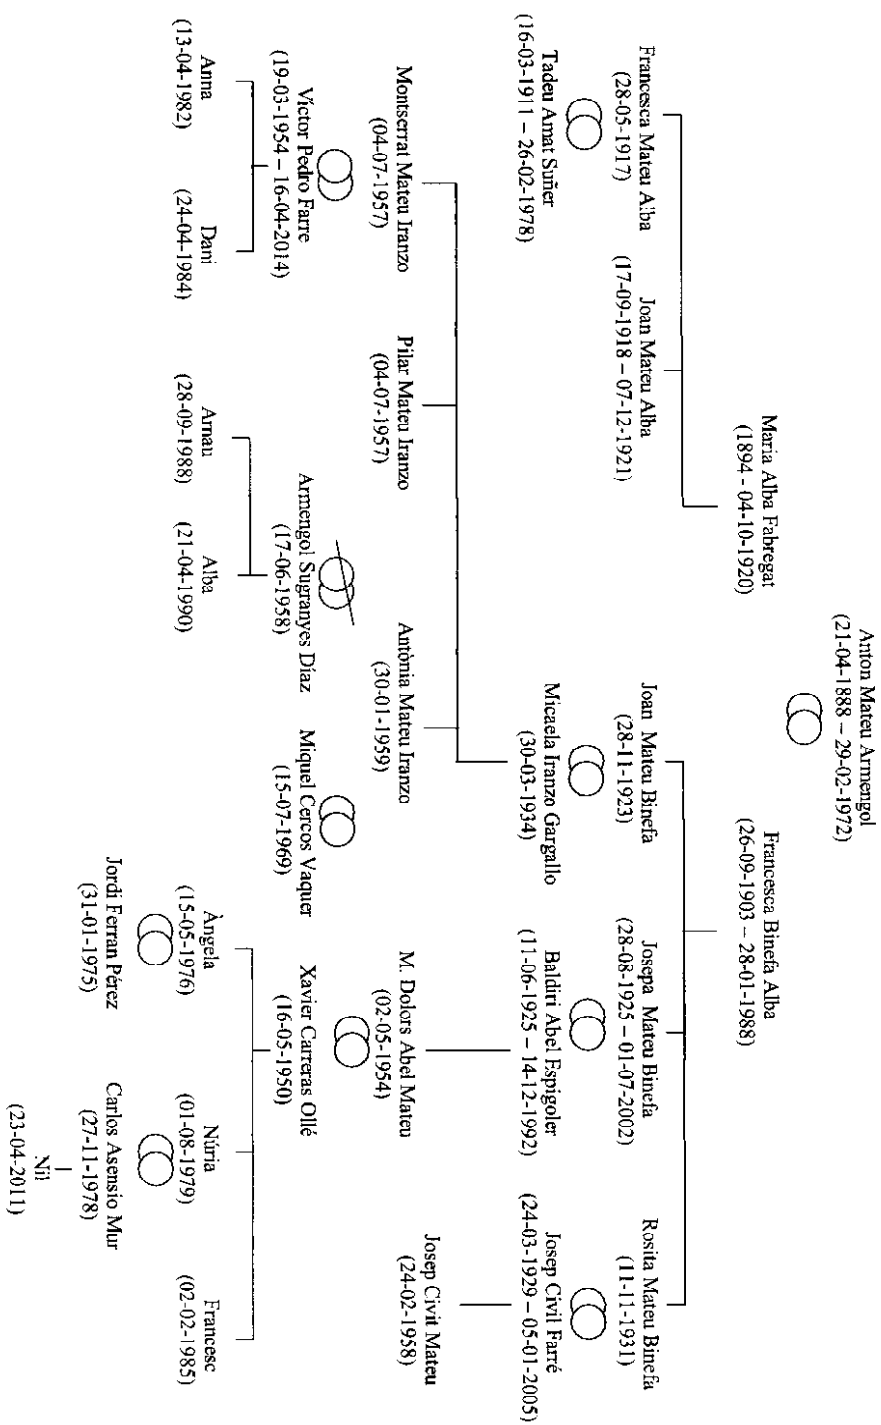 Anton Mateu Armengol
(21-04-1888 – 29-02-1972)
Maria Alba Fabregat
(1894 - 04-10-1920)
Francesca Binefa Alba
(26-09-1903 – 28-01-1988)
Francesca Mateu Alba
(28-05-1917)
Joan Mateu Alba
(17-09-1918 – 07-12-1921)
Joan Mateu Binefa
(28-11-1923)
Josepa Mateu Binefa
(28-08-1925 – 01-07-2002)
Rosita Mateu Binefa
(11-11-1931)
Tadeu Amat Suñer
(16-03-1911 – 26-02-1978)
Micaela Iranzo Gargallo
(30-03-1934)
Baldiri Abel Espigoler
(11-06-1925 – 14-12-1992)
Josep Civil Farré
(24-03-1929 – 05-01-2005)
Montserrat Mateu Iranzo
(04-07-1957)
Pilar Mateu Iranzo
(04-07-1957)
Antònia Mateu Iranzo
(30-01-1959)
M. Dolors Abel Mateu
(02-05-1954)
Josep Civit Mateu
(24-02-1958)
Víctor Pedro Farre
(19-03-1954 – 16-04-2014)
Armengol Sugranyes Díaz
(17-06-1958)
Miquel Cercos Vaquer
(15-07-1969)
Xavier Carreras Ollé
(16-05-1950)
Anna
(13-04-1982)
Dani
(24-04-1984)
Arnau
(28-09-1988)
Alba
(21-04-1990)
Àngela
(15-05-1976)
Núria
(01-08-1979)
Francesc
(02-02-1985)
Jordi Ferran Pérez
(31-01-1975)
Carlos Asensio Mur
(27-11-1978)
Nil
(23-04-2011)